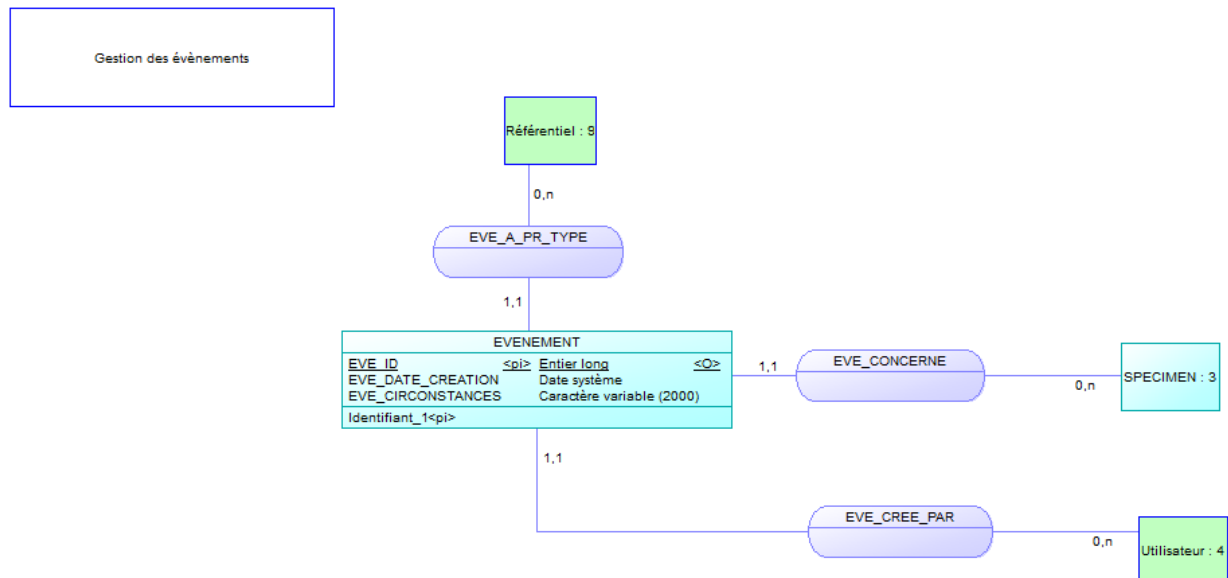 Gestion des évènements
Référentiel : 9
0,n
EVE_A_PR_TYPE
1,1
EVENEMENT
EVE_ID <pi> Entier long <O>
EVE_DATE_CREATION Date système
EVE_CIRCONSTANCES Caractère variable (2000)
Identifiant_1<pi>
1,1
EVE_CONCERNE
0,n
SPECIMEN : 3
1,1
EVE_CREE_PAR
0,n
Utilisateur : 4